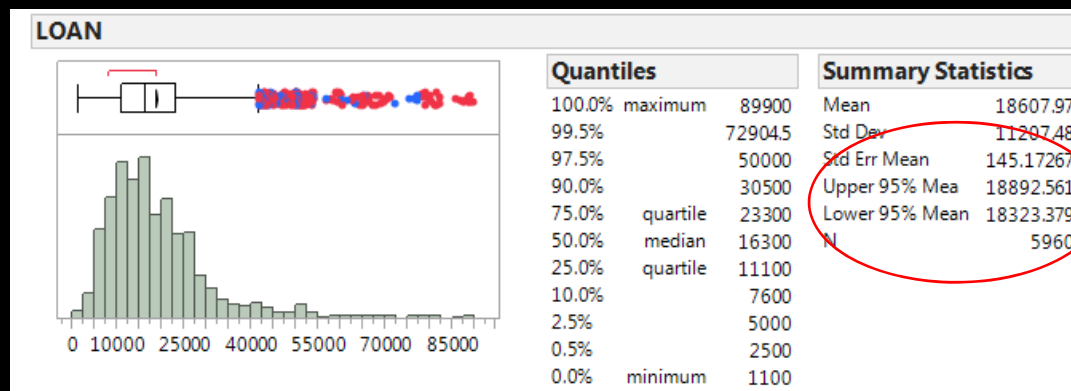 LOAN
Quantiles
100.0% maximum 89900
99.5% 72904.5
97.5% 50000
90.0% 30500
75.0% quartile 23300
50.0% median 16300
25.0% quartile 11100
10.0% 7600
2.5% 5000
0.5% 2500
0.0% minimum 1100
Summary Statistics
Mean 18607.97
Std Dev 11207.48
Std Err Mean 145.17267
Upper 95% Mea 18892.561
Lower 95% Mean 18323.379
N 5960
0 10000 25000 40000 55000 70000 85000